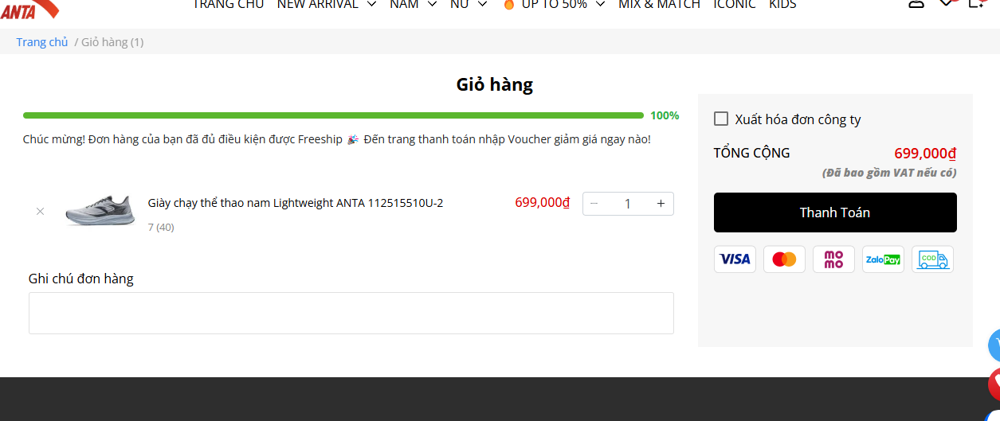 ANTA
TRANG CHỦ NEW ARRIVAL NAM NỮ UP TO 50% MIX & MATCH ICONIC KIDS
Trang chủ / Giỏ hàng (1)
Giỏ hàng
100%
Chúc mừng! Đơn hàng của bạn đã đủ điều kiện được Freeship 🎉 Đến trang thanh toán nhập Voucher giảm giá ngay nào!
Giày chạy thể thao nam Lightweight ANTA 112515510U-2
699,000₫
− 1 +
7 (40)
Ghi chú đơn hàng
Xuất hóa đơn công ty
TỔNG CỘNG 699,000₫
(Đã bao gồm VAT nếu có)
Thanh Toán
VISA
mo
mo
ZaloPay
COD